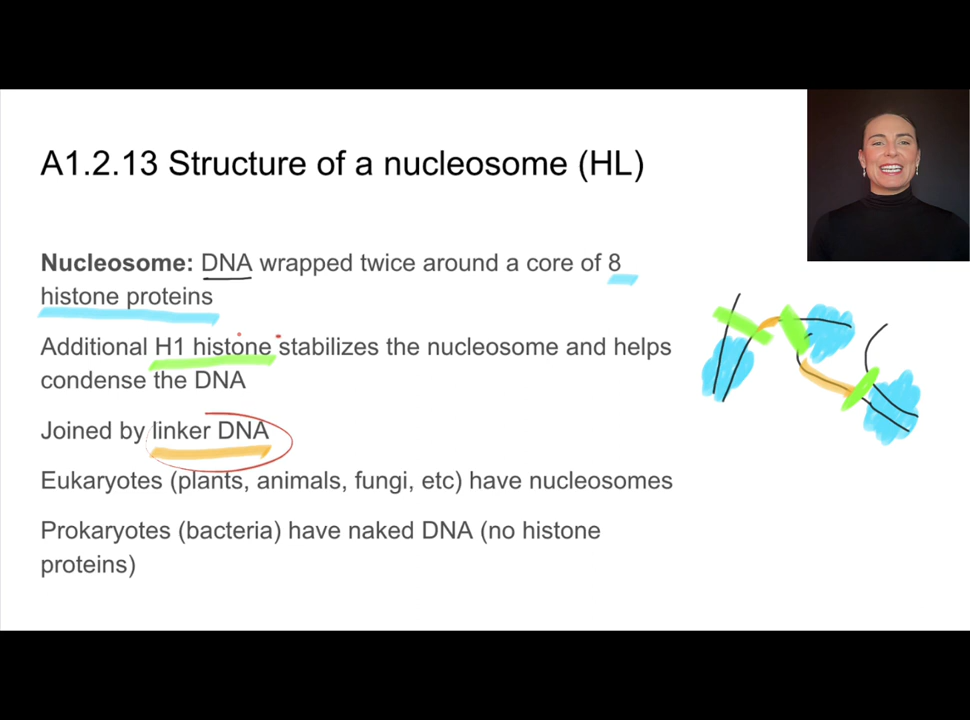 A1.2.13 Structure of a nucleosome (HL)
Nucleosome: DNA wrapped twice around a core of 8
histone proteins
Additional H1 histone stabilizes the nucleosome and helps
condense the DNA
Joined by linker DNA
Eukaryotes (plants, animals, fungi, etc) have nucleosomes
Prokaryotes (bacteria) have naked DNA (no histone
proteins)